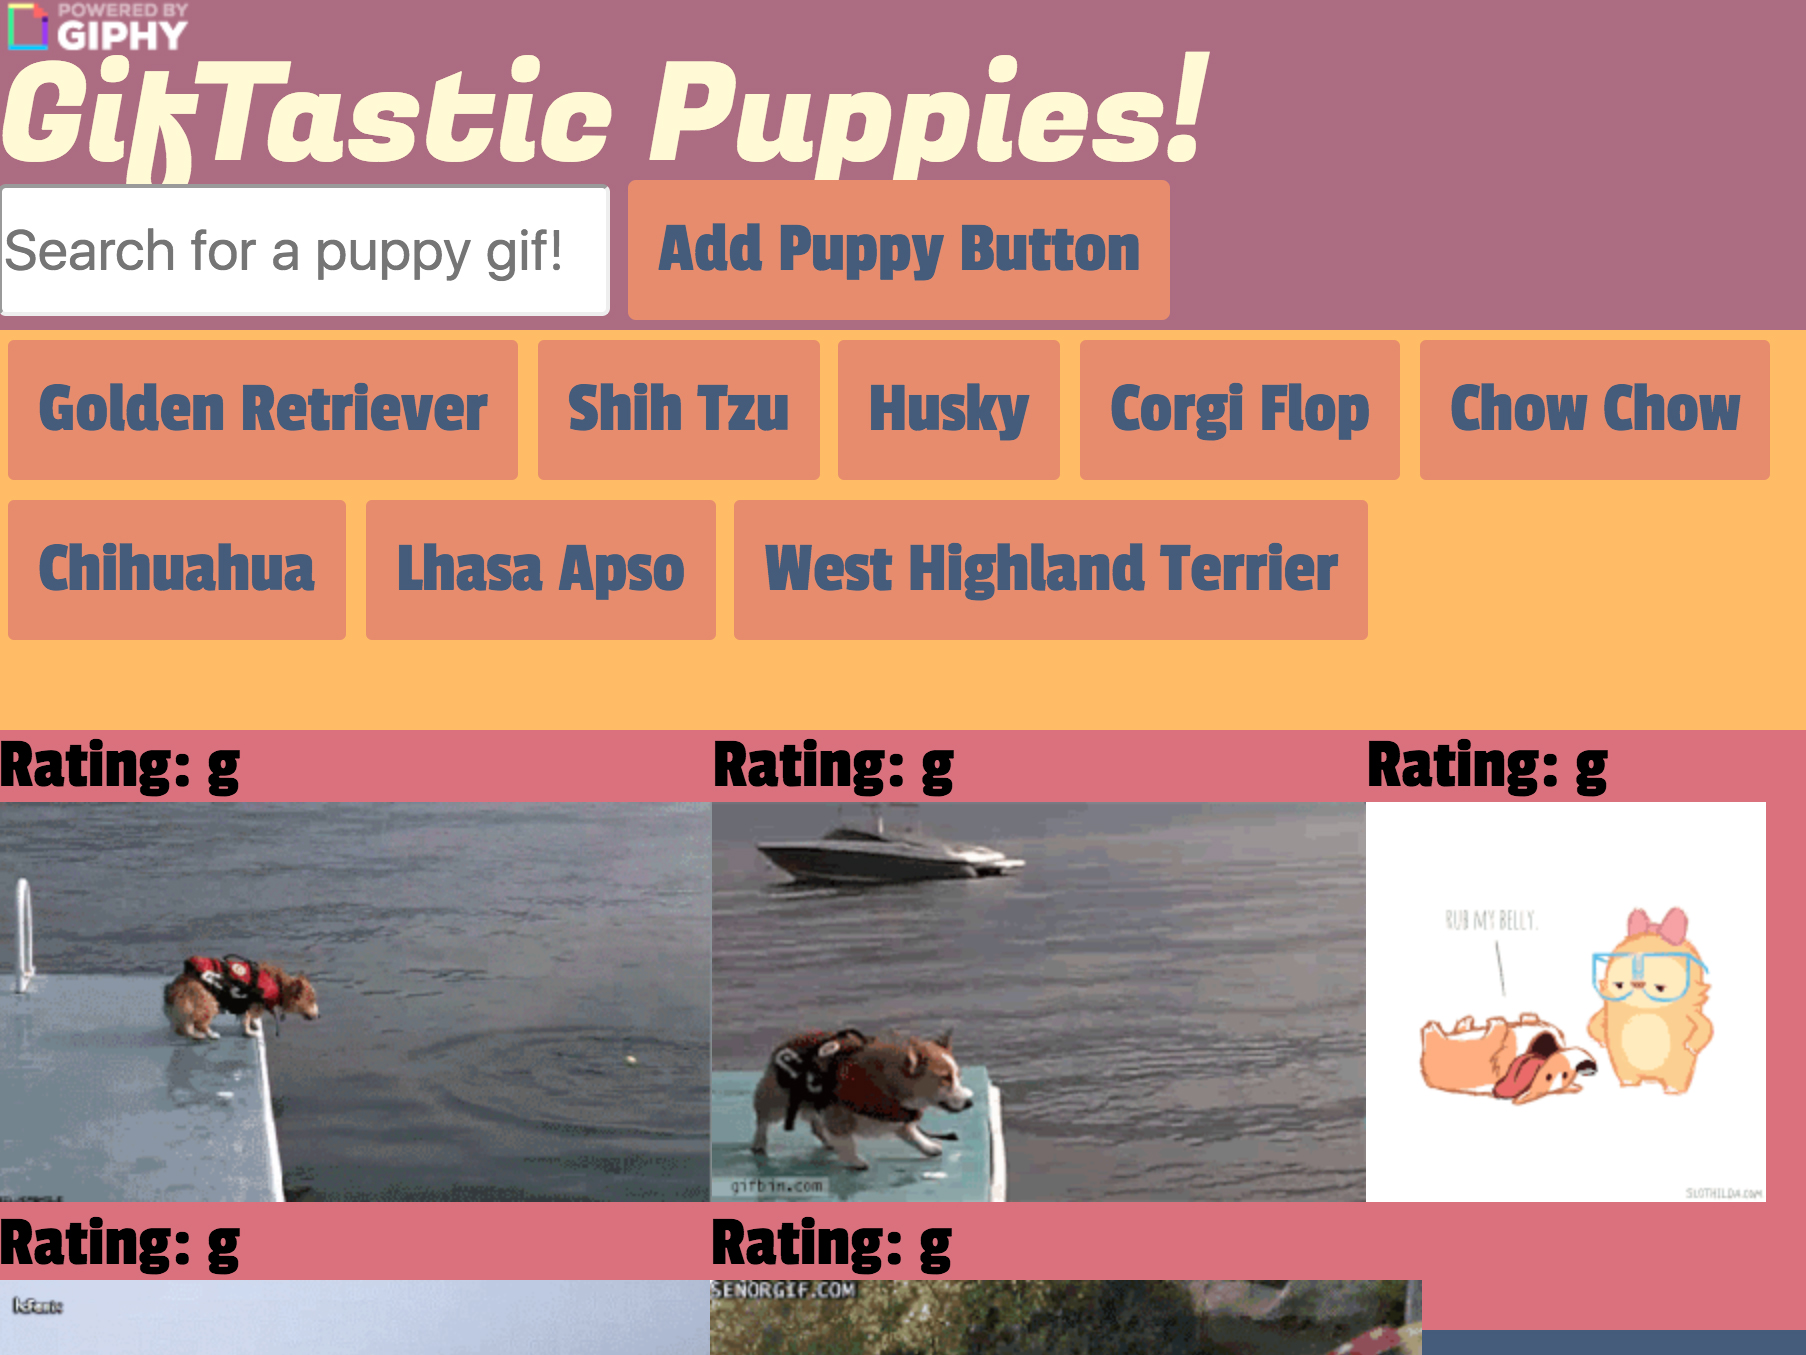 POWERED BY
GIPHY
GifTastic Puppies!
Search for a puppy gif!
Add Puppy Button
Golden Retriever
Shih Tzu
Husky
Corgi Flop
Chow Chow
Chihuahua
Lhasa Apso
West Highland Terrier
Rating: g
Rating: g
Rating: g
gifbin.com
RUB MY BELLY.
SLOTHILDA.COM
Rating: g
Rating: g
SENORGIF.COM